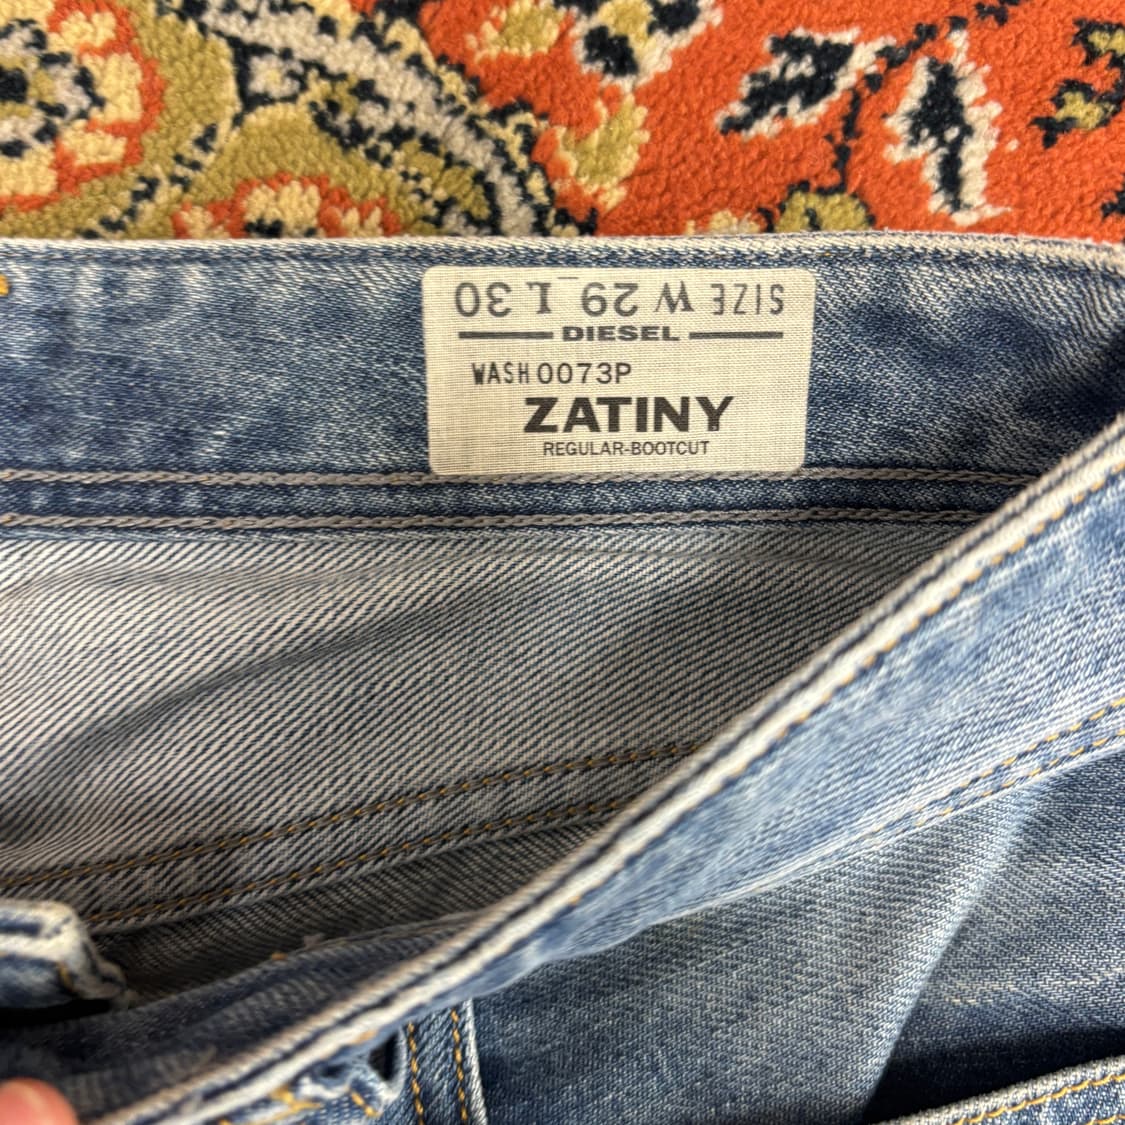 SIZE W 29 L 30
DIESEL
WASH 0073P
ZATINY
REGULAR-BOOTCUT